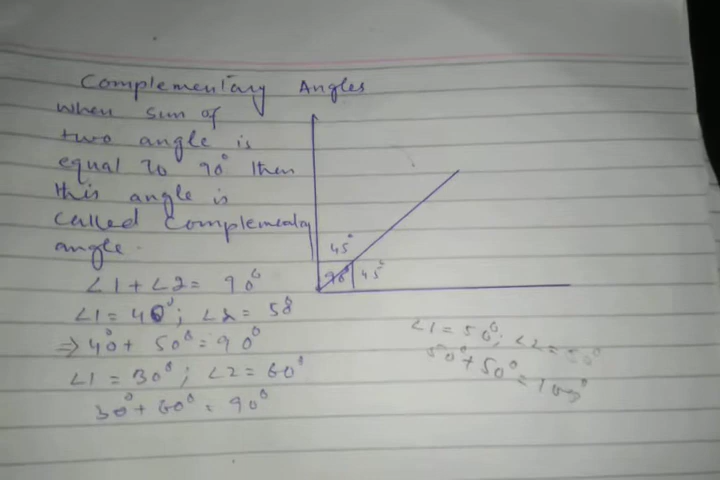 Complementary Angles
When sum of
two angle is
equal to 90° then
this angle is
called Complementary
angle.
∠1 + ∠2 = 90°
∠1 = 40°; ∠2 = 50°
⇒ 40° + 50° = 90°
∠1 = 30°; ∠2 = 60°
30° + 60° = 90°
45°
90° 45°
∠1 = 50°; ∠2 = 50°
50° + 50° = 100°